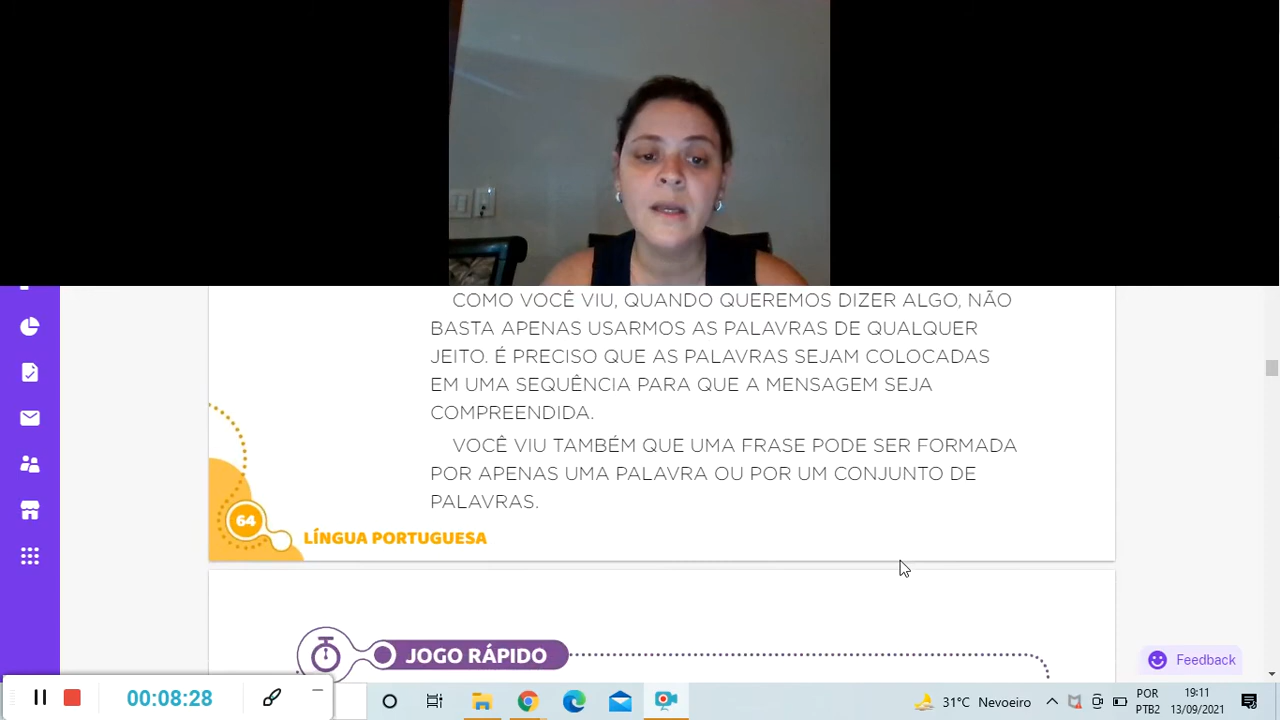 COMO VOCÊ VIU, QUANDO QUEREMOS DIZER ALGO, NÃO
BASTA APENAS USARMOS AS PALAVRAS DE QUALQUER
JEITO. É PRECISO QUE AS PALAVRAS SEJAM COLOCADAS
EM UMA SEQUÊNCIA PARA QUE A MENSAGEM SEJA
COMPREENDIDA.
VOCÊ VIU TAMBÉM QUE UMA FRASE PODE SER FORMADA
POR APENAS UMA PALAVRA OU POR UM CONJUNTO DE
PALAVRAS.
64
LÍNGUA PORTUGUESA
JOGO RÁPIDO
Feedback
00:08:28
31°C Nevoeiro
POR
PTB2
19:11
13/09/2021